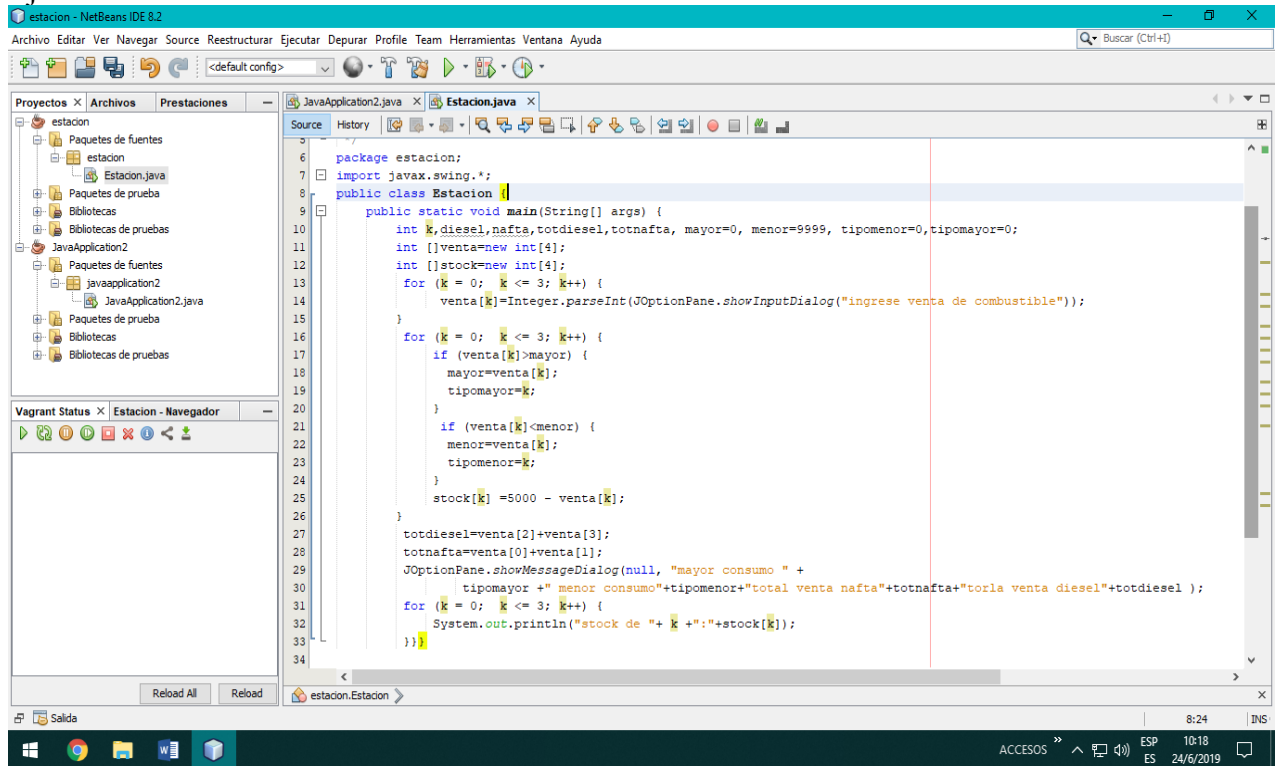 estacion - NetBeans IDE 8.2
Archivo Editar Ver Navegar Source Reestructurar Ejecutar Depurar Profile Team Herramientas Ventana Ayuda
Buscar (Ctrl+I)
<default config>
Proyectos Archivos Prestaciones
estacion
Paquetes de fuentes
estacion
Estacion.java
Paquetes de prueba
Bibliotecas
Bibliotecas de pruebas
JavaApplication2
Paquetes de fuentes
javaapplication2
JavaApplication2.java
Paquetes de prueba
Bibliotecas
Bibliotecas de pruebas
Vagrant Status Estacion - Navegador
Reload All Reload
JavaApplication2.java Estacion.java
Source History
5 */
6 package estacion;
7 import javax.swing.*;
8 public class Estacion {
9 public static void main(String[] args) {
10 int k,diesel,nafta,totdiesel,totnafta, mayor=0, menor=9999, tipomenor=0,tipomayor=0;
11 int []venta=new int[4];
12 int []stock=new int[4];
13 for (k = 0; k <= 3; k++) {
14 venta[k]=Integer.parseInt(JOptionPane.showInputDialog("ingrese venta de combustible"));
15 }
16 for (k = 0; k <= 3; k++) {
17 if (venta[k]>mayor) {
18 mayor=venta[k];
19 tipomayor=k;
20 }
21 if (venta[k]<menor) {
22 menor=venta[k];
23 tipomenor=k;
24 }
25 stock[k] =5000 - venta[k];
26 }
27 totdiesel=venta[2]+venta[3];
28 totnafta=venta[0]+venta[1];
29 JOptionPane.showMessageDialog(null, "mayor consumo " +
30 tipomayor +" menor consumo"+tipomenor+"total venta nafta"+totnafta+"torla venta diesel"+totdiesel );
31 for (k = 0; k <= 3; k++) {
32 System.out.println("stock de "+ k +":"+stock[k]);
33 }}}
34
estacion.Estacion
Salida
8:24 INS
ACCESOS
ESP
ES
10:18
24/6/2019